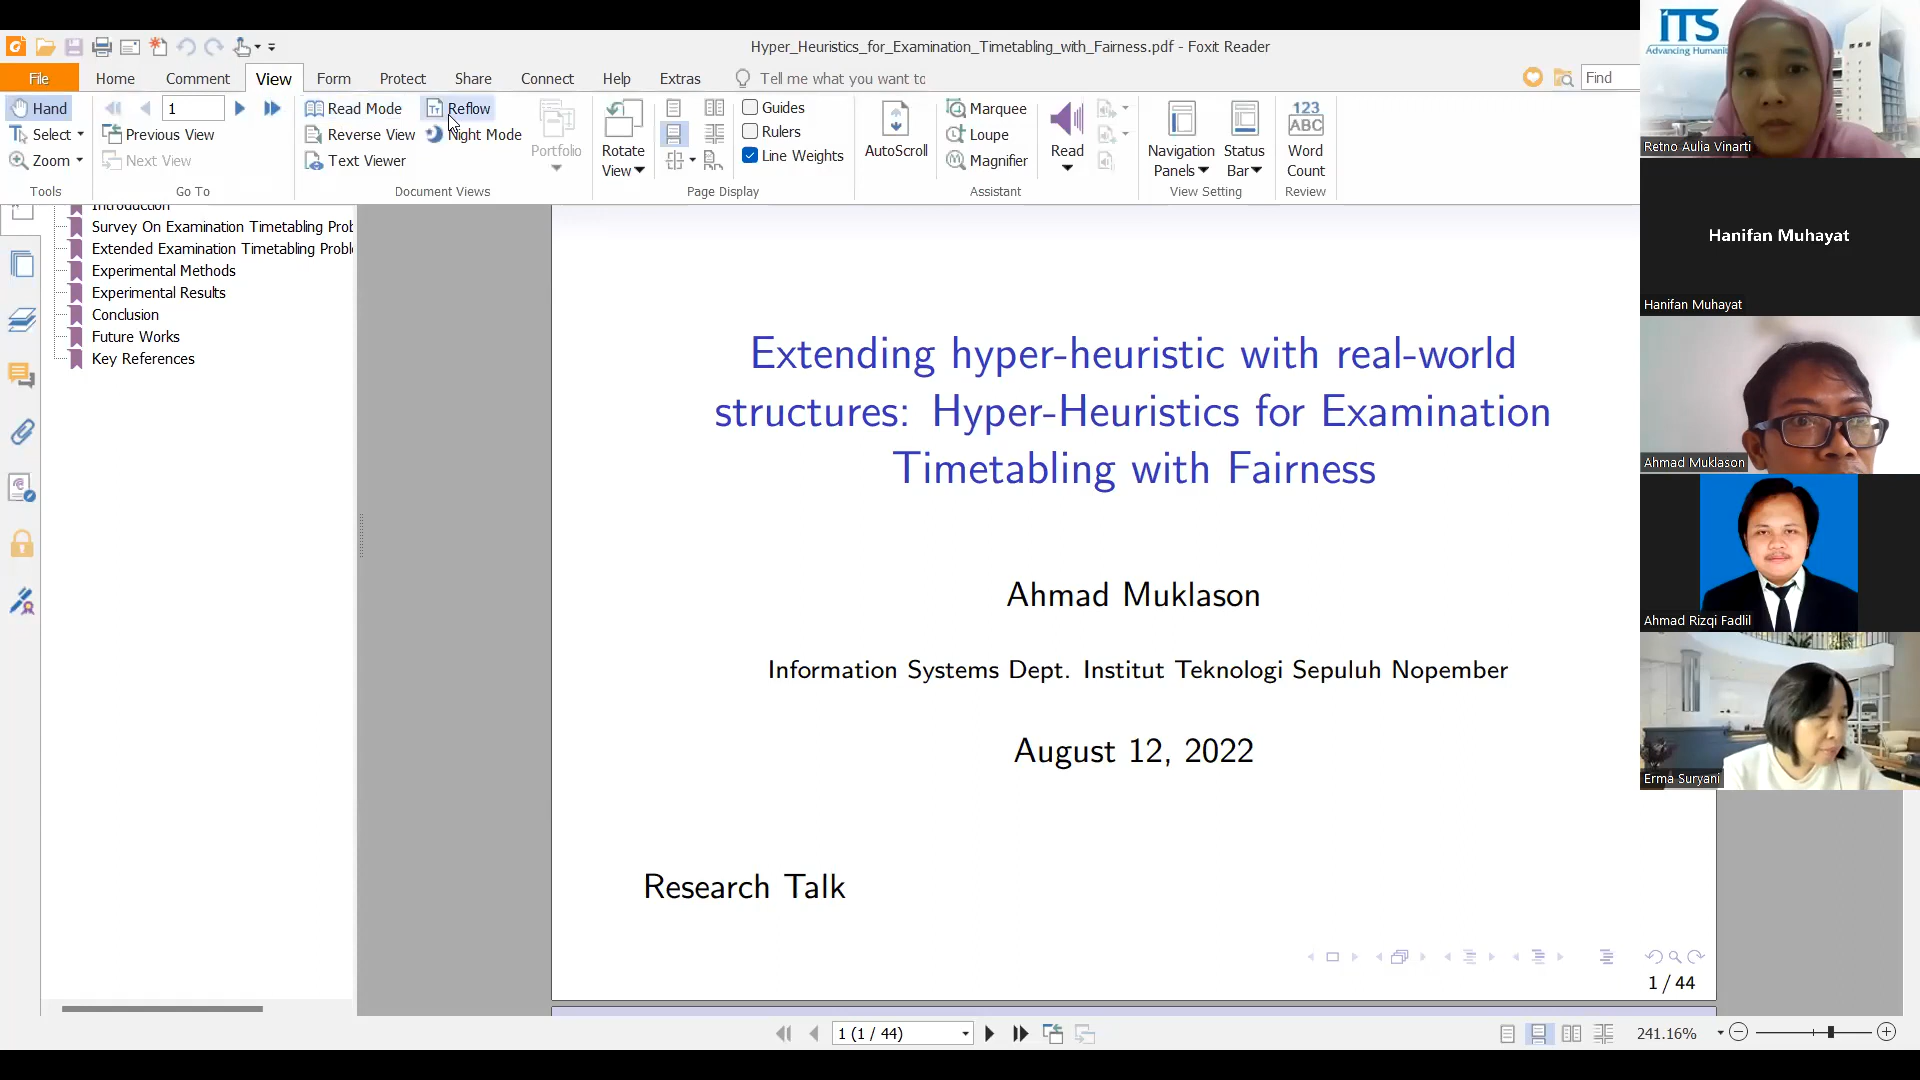 Hyper_Heuristics_for_Examination_Timetabling_with_Fairness.pdf - Foxit Reader
File
Home
Comment
View
Form
Protect
Share
Connect
Help
Extras
Tell me what you want to
Find
Hand
Select
Zoom
Tools
1
Previous View
Next View
Go To
Read Mode
Reverse View
Text Viewer
Reflow
Night Mode
Document Views
Portfolio
Rotate
View
Page Display
Guides
Rulers
Line Weights
AutoScroll
Marquee
Loupe
Magnifier
Assistant
Read
Navigation
Panels
Status
Bar
View Setting
123
ABC
Word
Count
Review
Introduction
Survey On Examination Timetabling Prob
Extended Examination Timetabling Proble
Experimental Methods
Experimental Results
Conclusion
Future Works
Key References
Extending hyper-heuristic with real-world
structures: Hyper-Heuristics for Examination
Timetabling with Fairness
Ahmad Muklason
Information Systems Dept. Institut Teknologi Sepuluh Nopember
August 12, 2022
Research Talk
1 / 44
1 (1 / 44)
241.16%
ITS
Advancing Humanit
Retno Aulia Vinarti
Hanifan Muhayat
Hanifan Muhayat
Ahmad Muklason
Ahmad Rizqi Fadlil
Erma Suryani